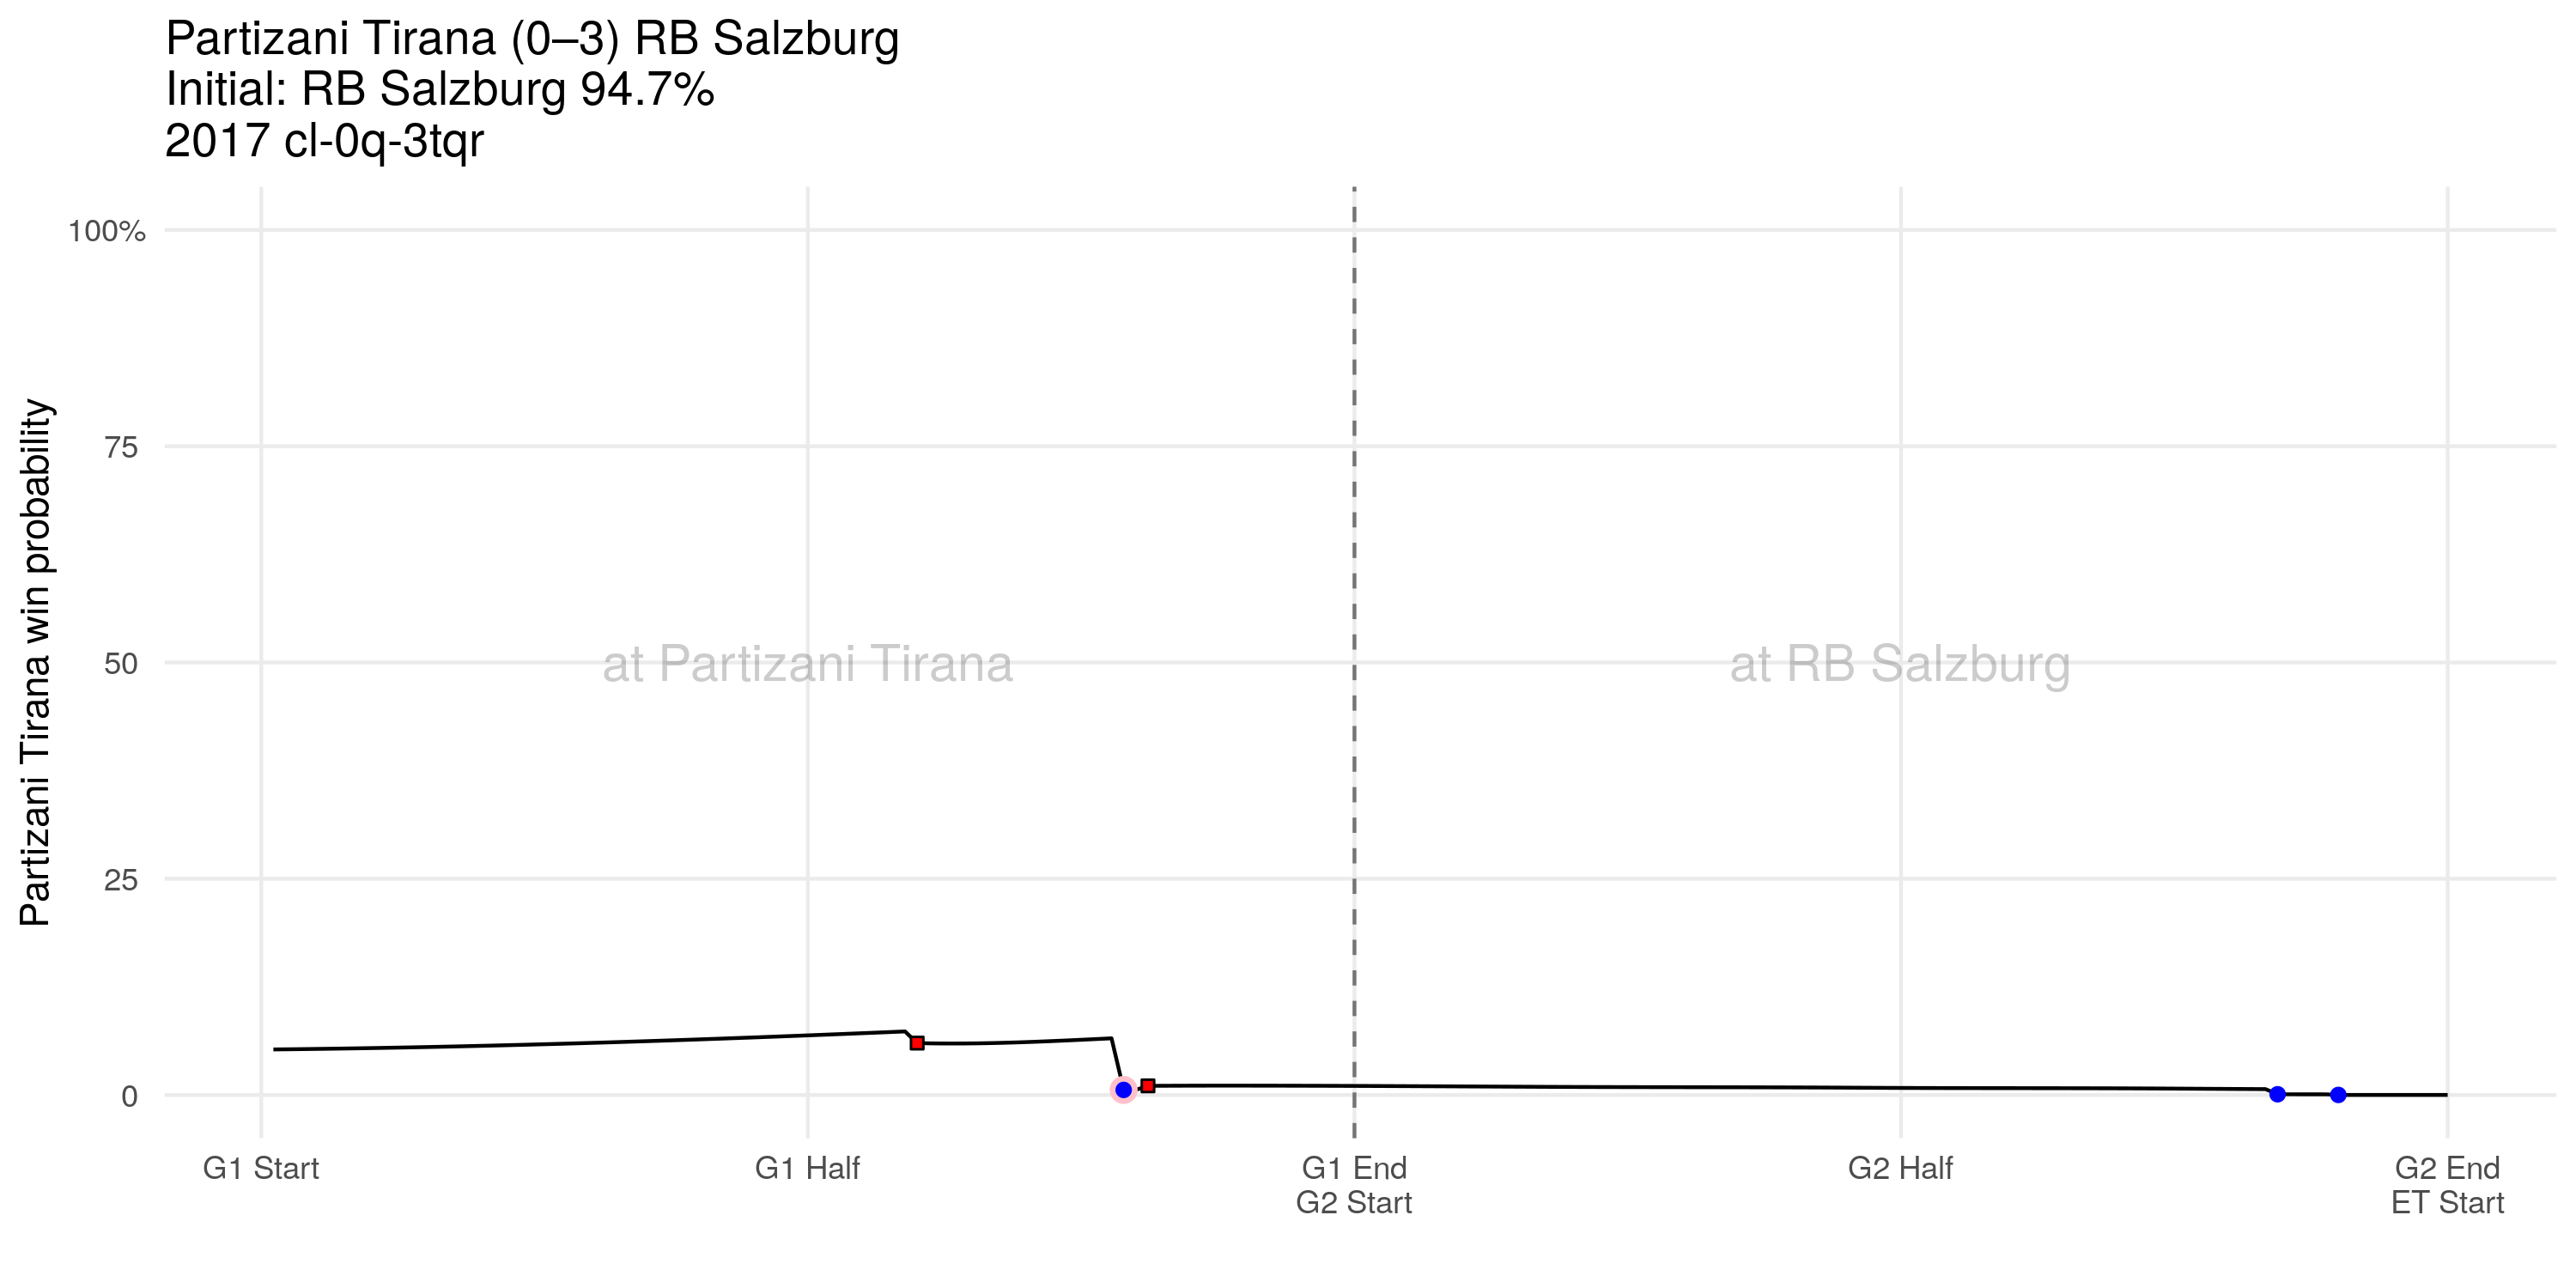 Partizani Tirana (0–3) RB Salzburg
Initial: RB Salzburg 94.7%
2017 cl-0q-3tqr
Partizani Tirana win probability
100%
75
50
25
0
at Partizani Tirana
at RB Salzburg
G1 Start
G1 Half
G1 End
G2 Start
G2 Half
G2 End
ET Start